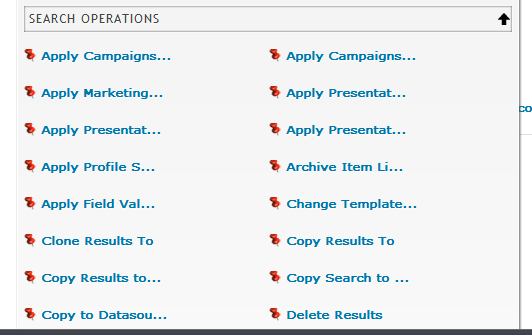 SEARCH OPERATIONS
Apply Campaigns... Apply Campaigns...
Apply Marketing... Apply Presentat...
co
Apply Presentat... Apply Presentat...
Apply Profile S... Archive Item Li...
Apply Field Val... Change Template...
Clone Results To Copy Results To
Copy Results to... Copy Search to ...
Copy to Datasou... Delete Results